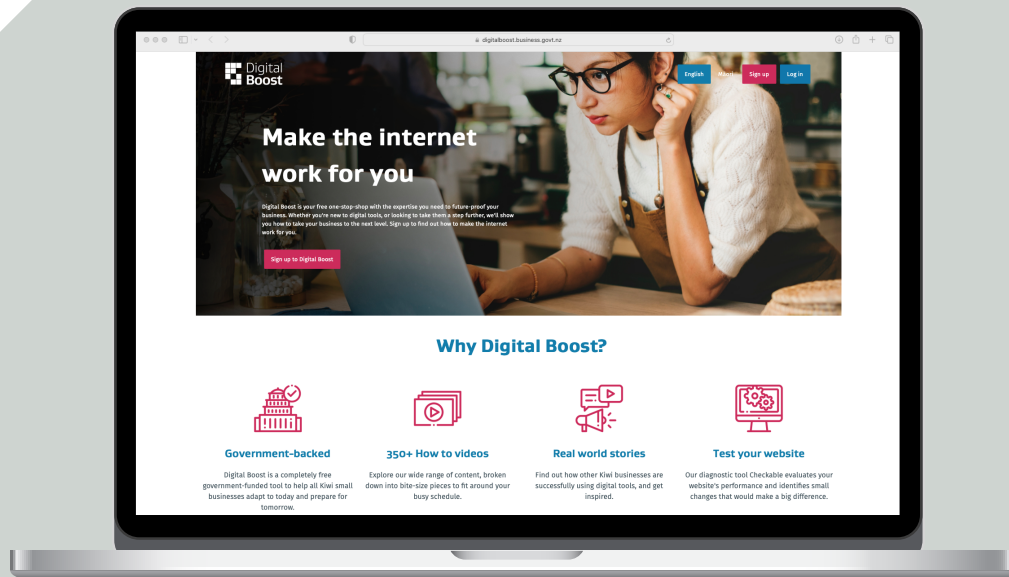 digitalboost.business.govt.nz
Digital
Boost
English
Māori
Sign up
Log in
Make the internet
work for you
Digital Boost is your free one-stop-shop with the expertise you need to future-proof your
business. Whether you're new to digital tools, or looking to take them a step further, we'll show
you how to take your business to the next level. Sign up to find out how to make the internet
work for you.
Sign up to Digital Boost
Why Digital Boost?
Government-backed
Digital Boost is a completely free
government-funded tool to help all Kiwi small
businesses adapt to today and prepare for
tomorrow.
350+ How to videos
Explore our wide range of content, broken
down into bite-size pieces to fit around your
busy schedule.
Real world stories
Find out how other Kiwi businesses are
successfully using digital tools, and get
inspired.
Test your website
Our diagnostic tool Checkable evaluates your
website's performance and identifies small
changes that would make a big difference.